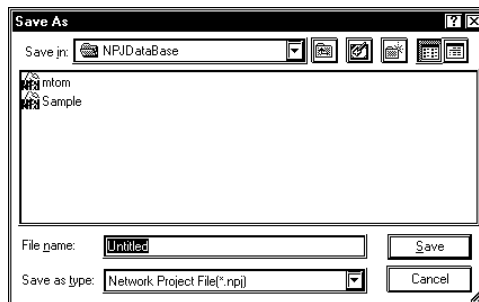 Save As
Save in: NPJDataBase
mtom
Sample
File name: Untitled
Save
Save as type: Network Project File(*.npj)
Cancel